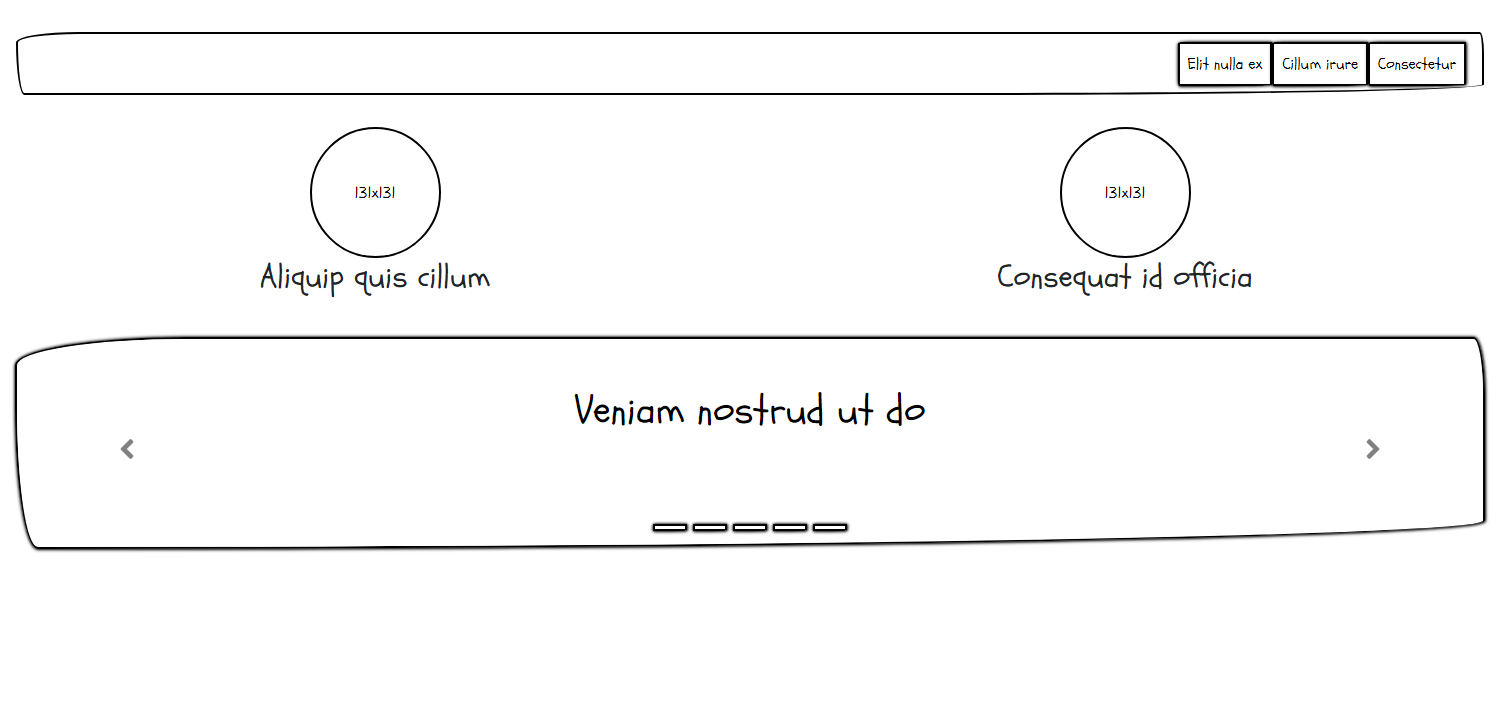 Elit nulla ex Cillum irure Consectetur
131x131 131x131
Aliquip quis cillum Consequat id officia
Veniam nostrud ut do